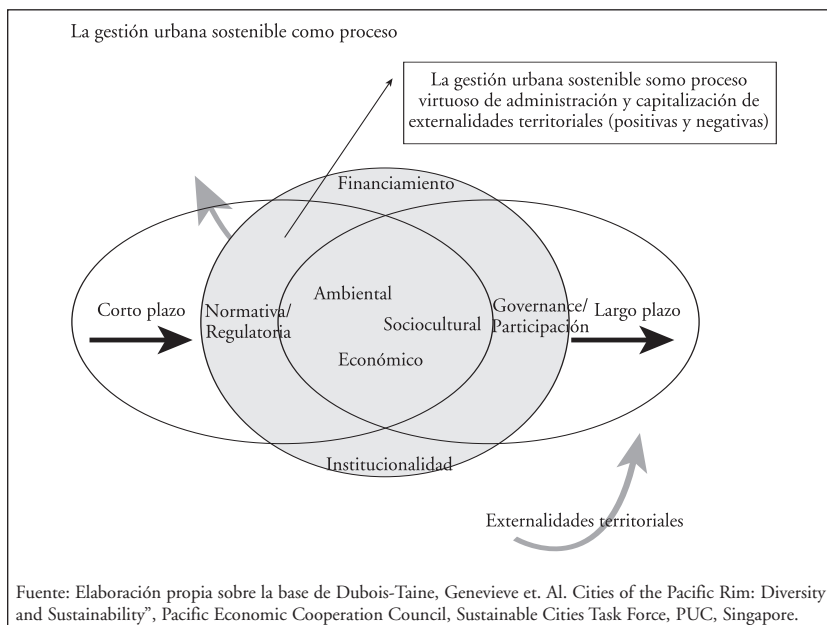 La gestión urbana sostenible como proceso
La gestión urbana sostenible somo proceso
virtuoso de administración y capitalización de
externalidades territoriales (positivas y negativas)
Financiamiento
Ambiental
Corto plazo
Normativa/
Regulatoria
Sociocultural
Governance/
Participación
Largo plazo
Económico
Institucionalidad
Externalidades territoriales
Fuente: Elaboración propia sobre la base de Dubois-Taine, Genevieve et. Al. Cities of the Pacific Rim: Diversity
and Sustainability”, Pacific Economic Cooperation Council, Sustainable Cities Task Force, PUC, Singapore.